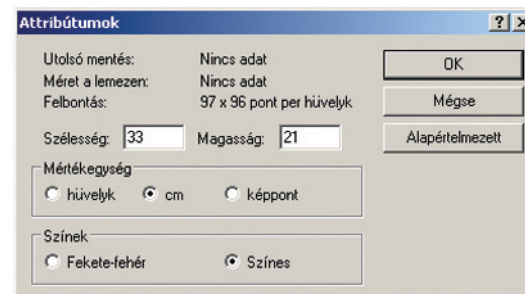 Attribútumok
Utolsó mentés: Nincs adat
Méret a lemezen: Nincs adat
Felbontás: 97 x 96 pont per hüvelyk
Szélesség: 33 Magasság: 21
Mértékegység
hüvelyk cm képpont
Színek
Fekete-fehér Színes
OK
Mégse
Alapértelmezett